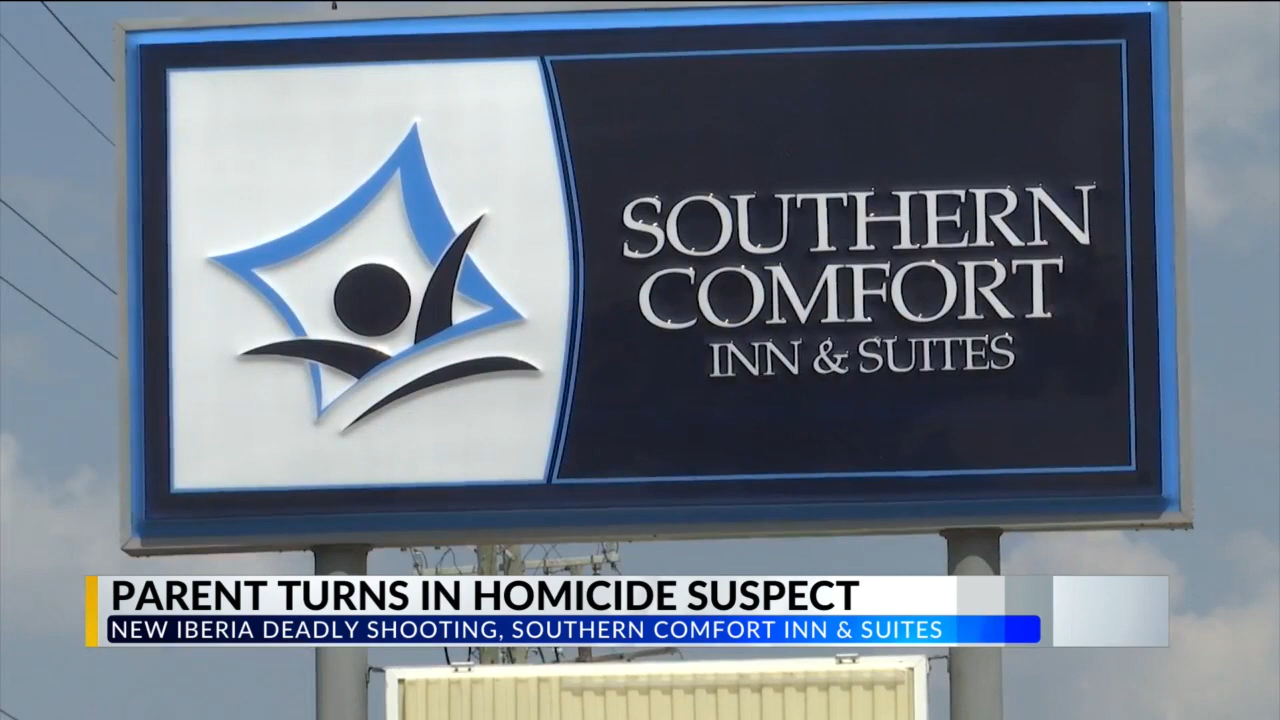 SOUTHERN
COMFORT
INN & SUITES
PARENT TURNS IN HOMICIDE SUSPECT
NEW IBERIA DEADLY SHOOTING, SOUTHERN COMFORT INN & SUITES